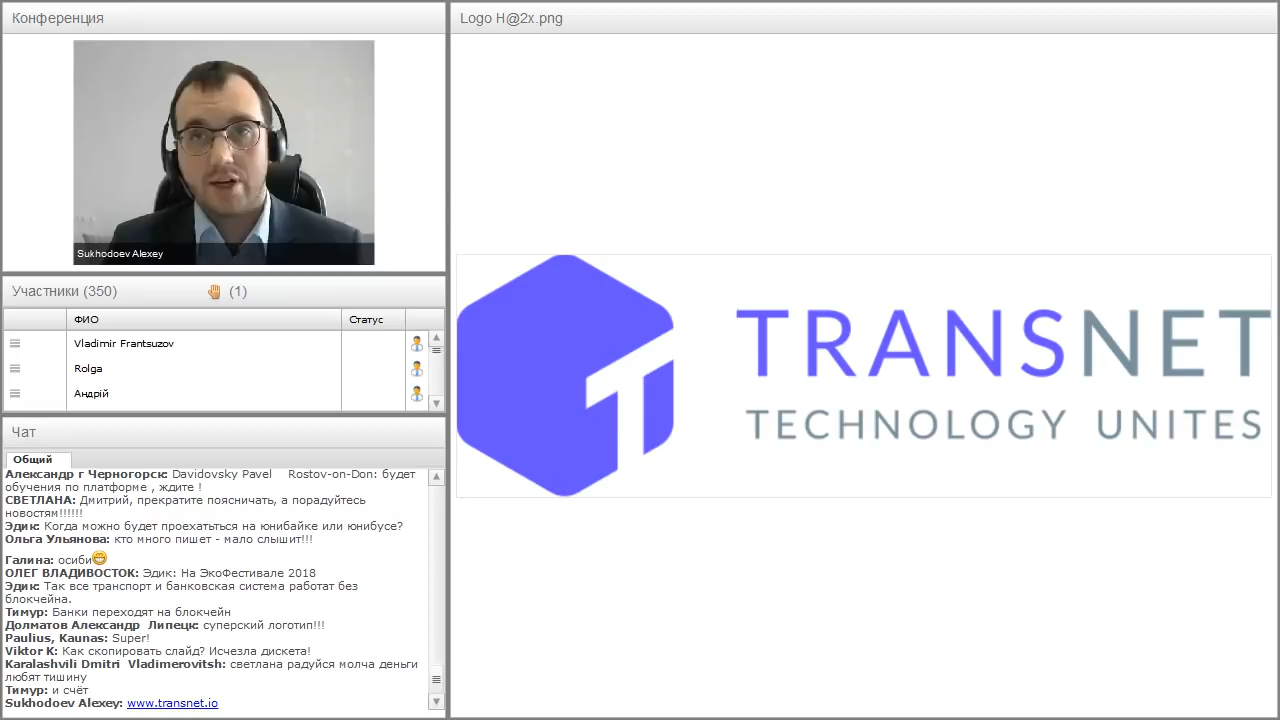 Конференция
Sukhodoev Alexey
Участники (350)
(1)
ФИО
Статус
Vladimir Frantsuzov
Rolga
Андрій
Чат
Общий
Александр г Черногорск: Davidovsky Pavel Rostov-on-Don: будет
обучения по платформе , ждите !
СВЕТЛАНА: Дмитрий, прекратите поясничать, а порадуйтесь
новостям!!!!!!
Эдик: Когда можно будет проехатьться на юнибайке или юнибусе?
Ольга Ульянова: кто много пишет - мало слышит!!!
Галина: осиби
ОЛЕГ ВЛАДИВОСТОК: Эдик: На ЭкоФестивале 2018
Эдик: Так все транспорт и банковская система работат без
блокчейна.
Тимур: Банки переходят на блокчейн
Долматов Александр Липецк: суперский логотип!!!
Paulius, Kaunas: Super!
Viktor K: Как скопировать слайд? Исчезла дискета!
Karalashvili Dmitri Vladimerovitsh: светлана радуйся молча деньги
любят тишину
Тимур: и счёт
Sukhodoev Alexey: www.transnet.io
Logo H@2x.png
TRANSNET
TECHNOLOGY UNITES